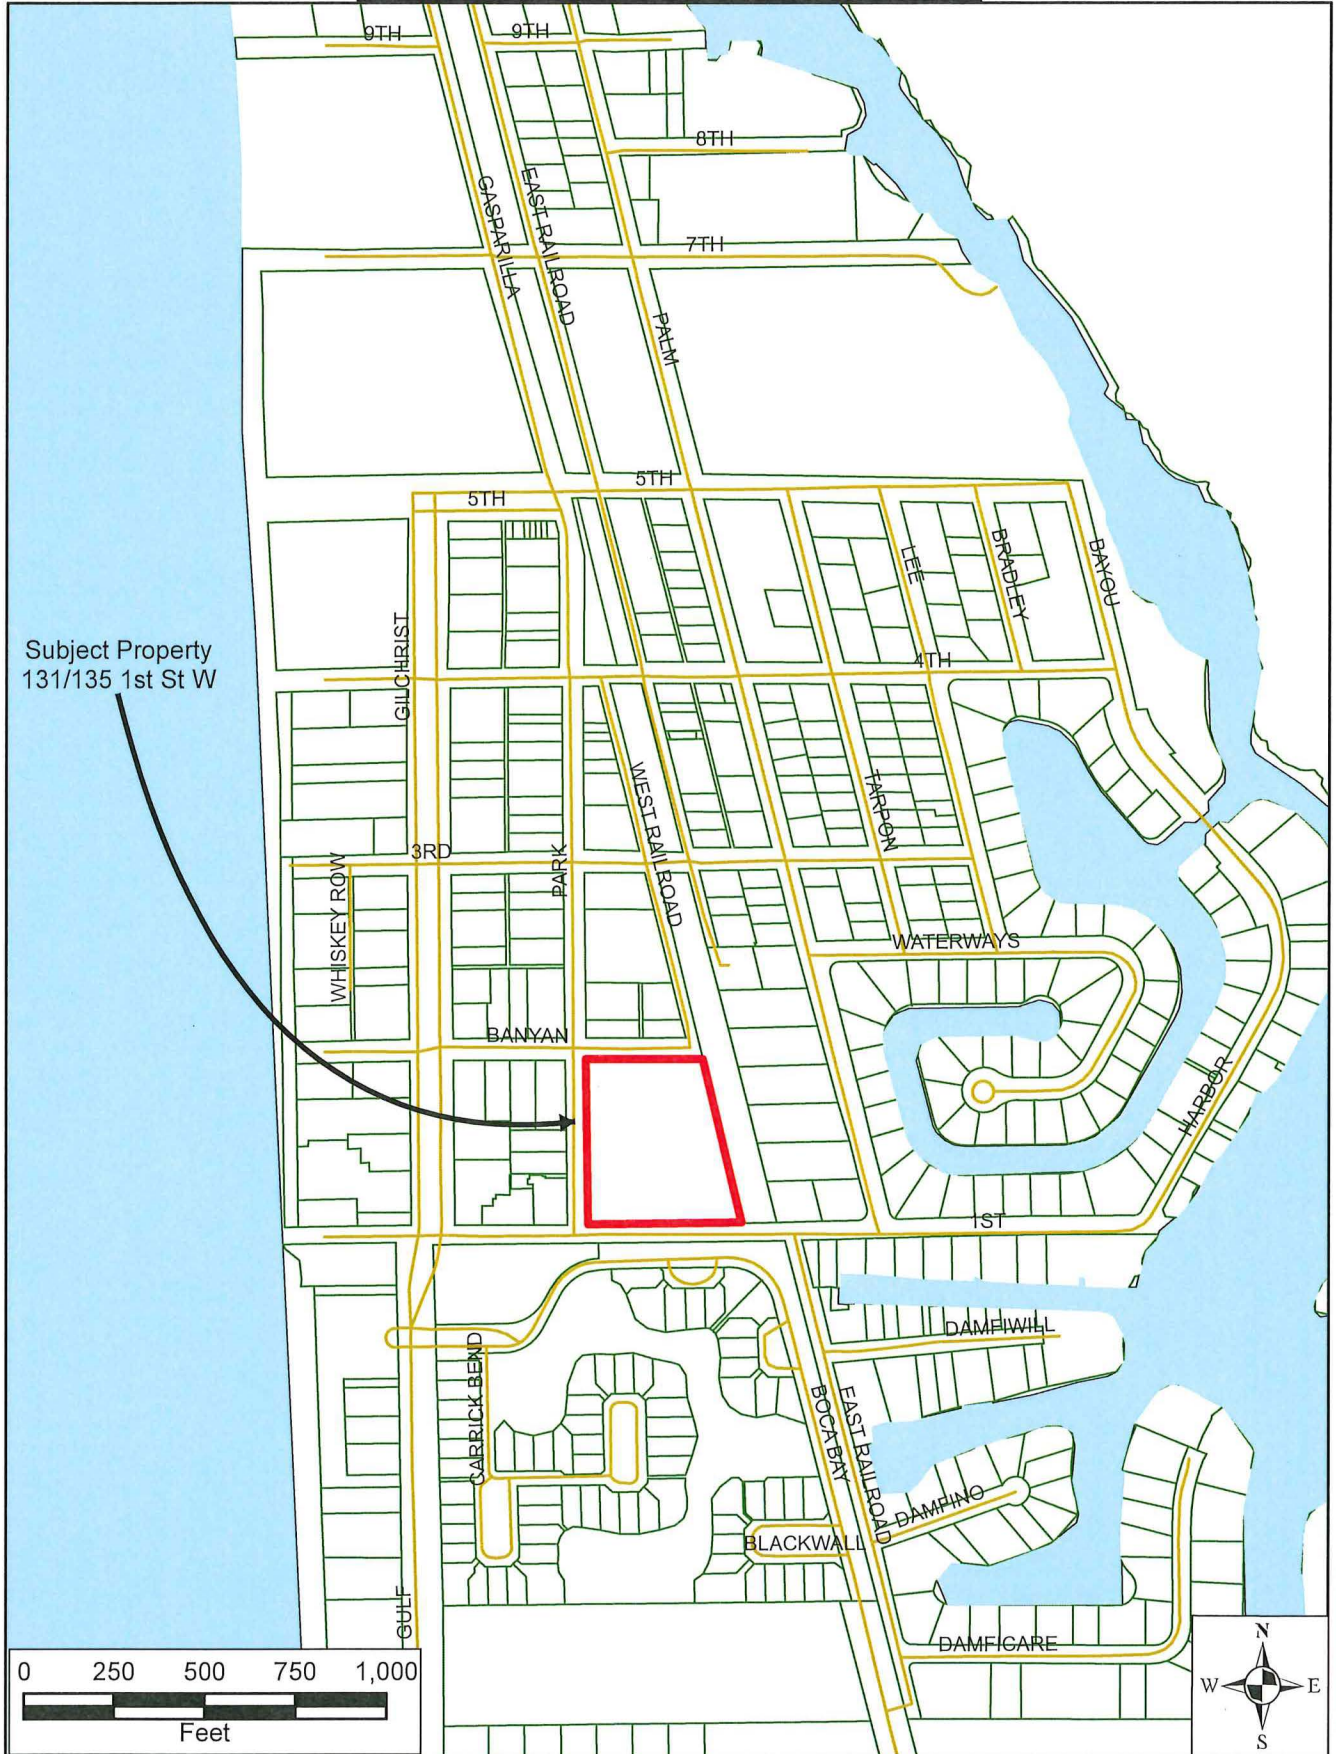 9TH
9TH
8TH
GASPARILLA
EAST RAILROAD
7TH
PALM
5TH
5TH
LEE
BRADLEY
BAYOU
Subject Property
131/135 1st St W
GILCHRIST
4TH
WEST RAILROAD
TARPON
3RD
PARK
WHISKEY ROW
WATERWAYS
BANYAN
HARBOR
1ST
DAMFIWILL
CARRICK BEND
BOCA BAY
EAST RAILROAD
DAMFINO
BLACKWALL
GULF
DAMFICARE
0 250 500 750 1,000
Feet
N
W E
S